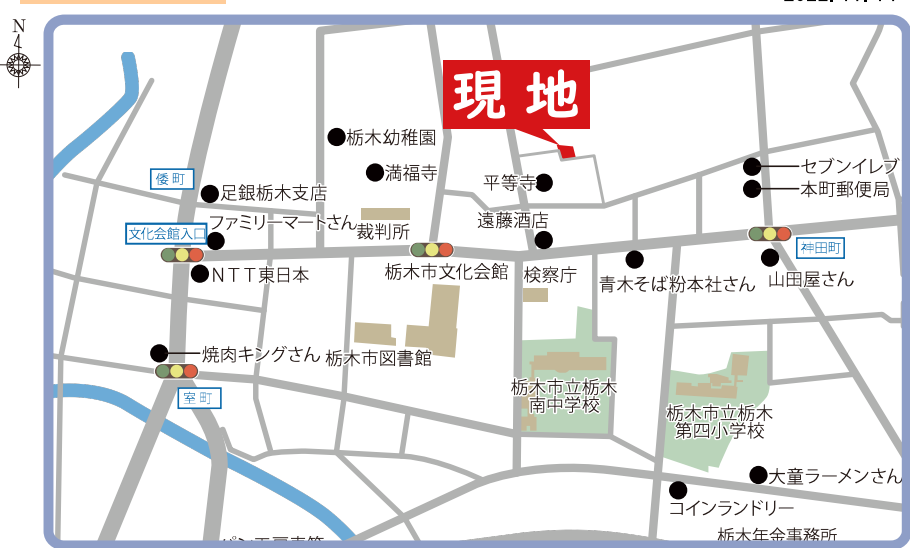 N
現地
栃木幼稚園
満福寺
平等寺
セブンイレブ
本町郵便局
倭町
足銀栃木支店
ファミリーマートさん
裁判所
遠藤酒店
文化会館入口
神田町
NTT東日本
栃木市文化会館
検察庁
青木そば粉本社さん
山田屋さん
焼肉キングさん
栃木市図書館
室町
栃木市立栃木
南中学校
栃木市立栃木
第四小学校
大童ラーメンさん
コインランドリー
栃木年金事務所